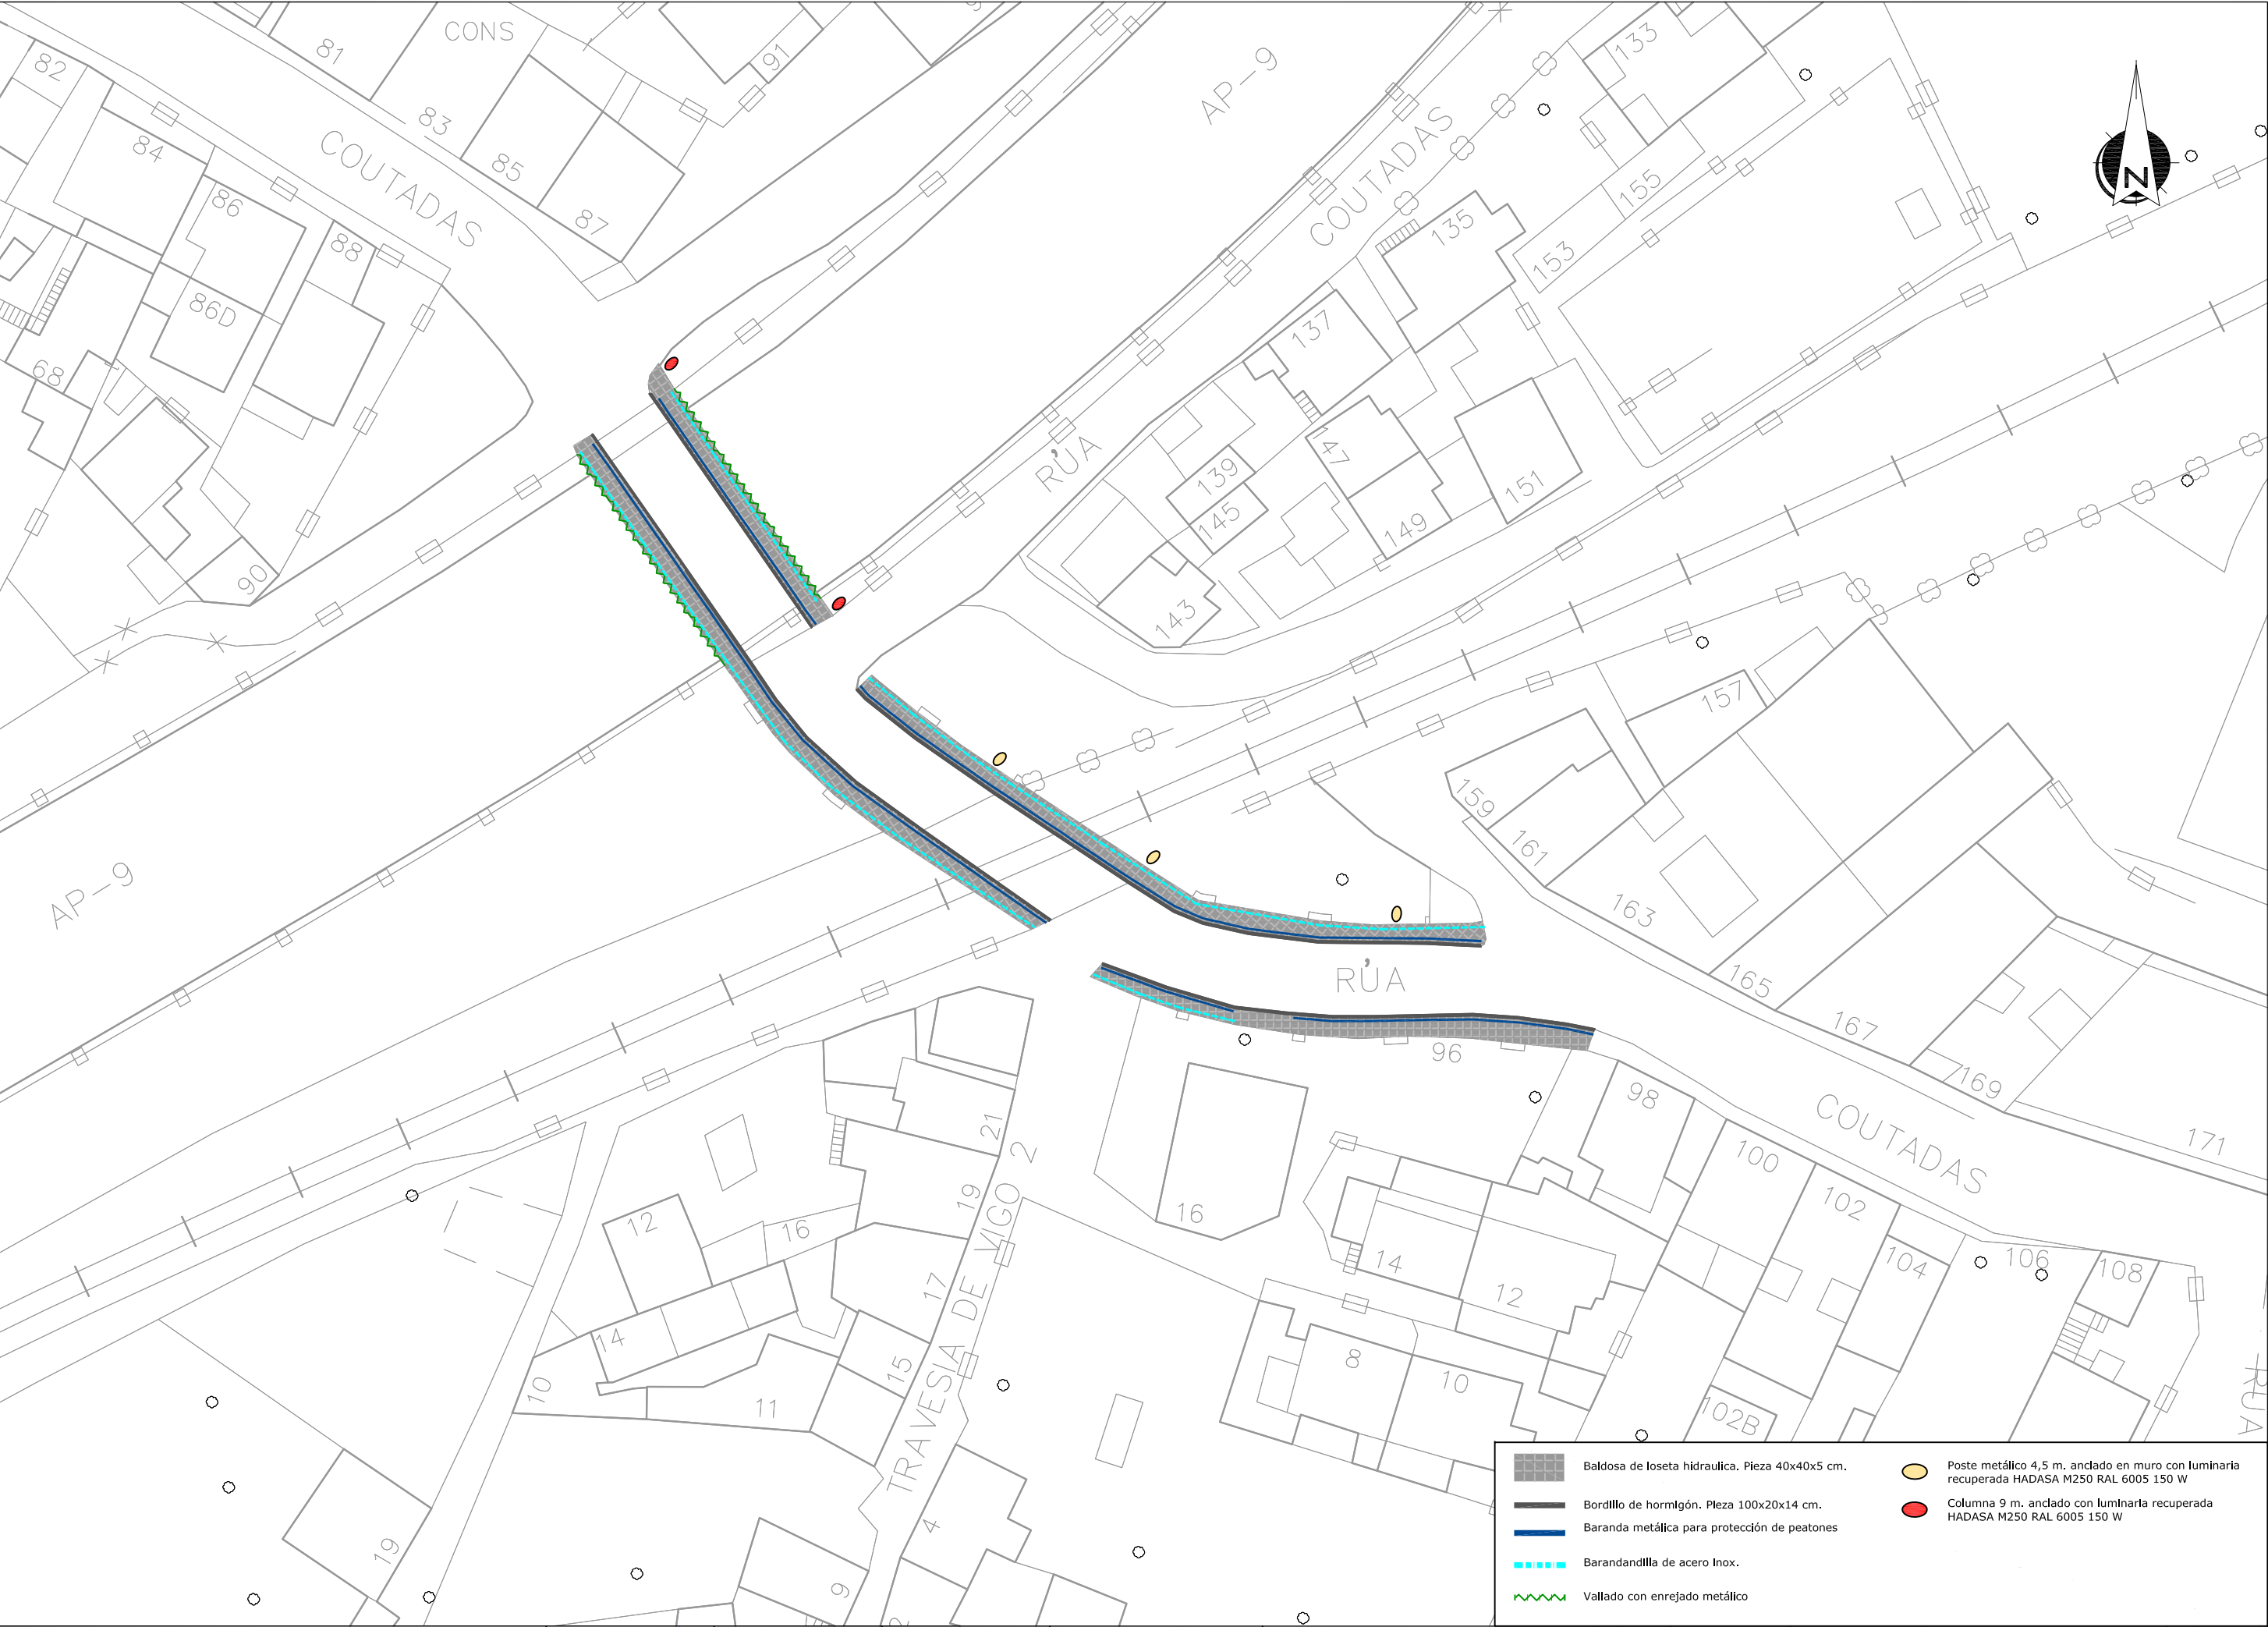 CONS
81
82
83
84
85
86
87
88
86D
68
90
91
COUTADAS
AP-9
133
COUTADAS
155
135
153
137
N
RÚA
139
147
145
149
151
143
157
159
161
163
165
167
169
171
AP-9
RÚA
96
98
COUTADAS
100
102
104
106
108
102B
RÚA
21
19
17
15
TRAVESIA DE VIGO 2
12
16
14
10
11
16
14
12
8
10
19
4
9
2
Baldosa de loseta hidraulica. Pieza 40x40x5 cm.
Bordillo de hormigón. Pieza 100x20x14 cm.
Baranda metálica para protección de peatones
Barandandilla de acero Inox.
Vallado con enrejado metálico
Poste metálico 4,5 m. anclado en muro con luminaria
recuperada HADASA M250 RAL 6005 150 W
Columna 9 m. anclado con luminaria recuperada
HADASA M250 RAL 6005 150 W